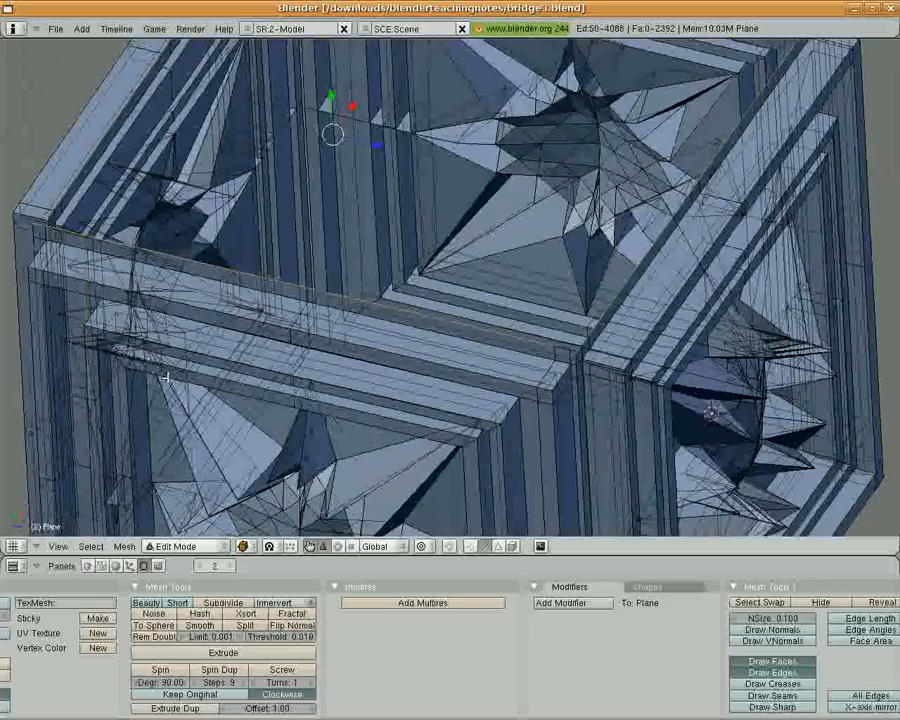 Blender [/downloads/blenderteachingnotes/bridge3.blend]
File Add Timeline Game Render Help SR:2-Model SCE:Scene www.blender.org 244 Ed:50-4086 | Fa:0-2392 | Mem:10.03M Plane
(2) Plane
View Select Mesh Edit Mode Global
Panels 2
Mesh Tools Multires Modifiers Shapes Mesh Tools 1
TexMesh: Beauty Short Subdivide Innervert Add Multires Add Modifier To: Plane Select Swap Hide Reveal
Sticky Make Noise Hash Xsort Fractal NSize: 0.100 Edge Length
UV Texture New To Sphere Smooth Split Flip Normal Draw Normals Edge Angles
Vertex Color New Rem Doubl Limit: 0.001 Threshold: 0.010 Draw VNormals Face Area
Extrude
Spin Spin Dup Screw Draw Faces
Degr: 90.00 Steps: 9 Turns: 1 Draw Edges
Keep Original Clockwise Draw Creases
Draw Seams All Edges
Extrude Dup Offset: 1.00 Draw Sharp X-axis mirror